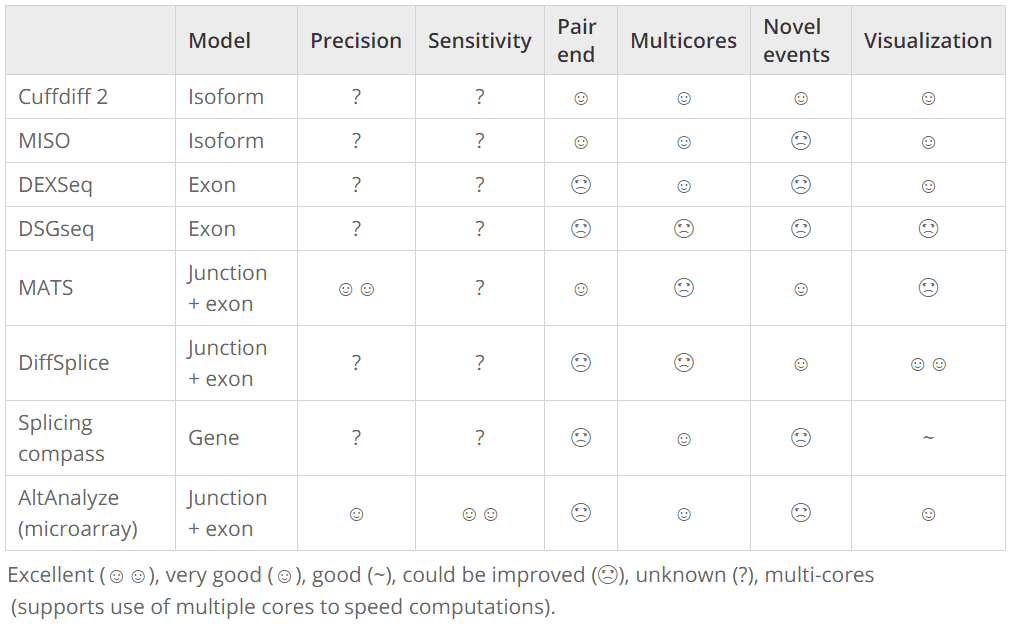 Model Precision Sensitivity Pair end Multicores Novel events Visualization
Cuffdiff 2 Isoform ? ? ☺ ☺ ☺ ☺
MISO Isoform ? ? ☺ ☺ ☹ ☺
DEXSeq Exon ? ? ☹ ☺ ☹ ☺
DSGseq Exon ? ? ☹ ☹ ☹ ☹
MATS Junction + exon ☺☺ ? ☺ ☹ ☺ ☹
DiffSplice Junction + exon ? ? ☹ ☹ ☺ ☺☺
Splicing compass Gene ? ? ☹ ☺ ☹ ~
AltAnalyze (microarray) Junction + exon ☺ ☺☺ ☹ ☺ ☹ ☺
Excellent (☺☺), very good (☺), good (~), could be improved (☹), unknown (?), multi-cores
(supports use of multiple cores to speed computations).